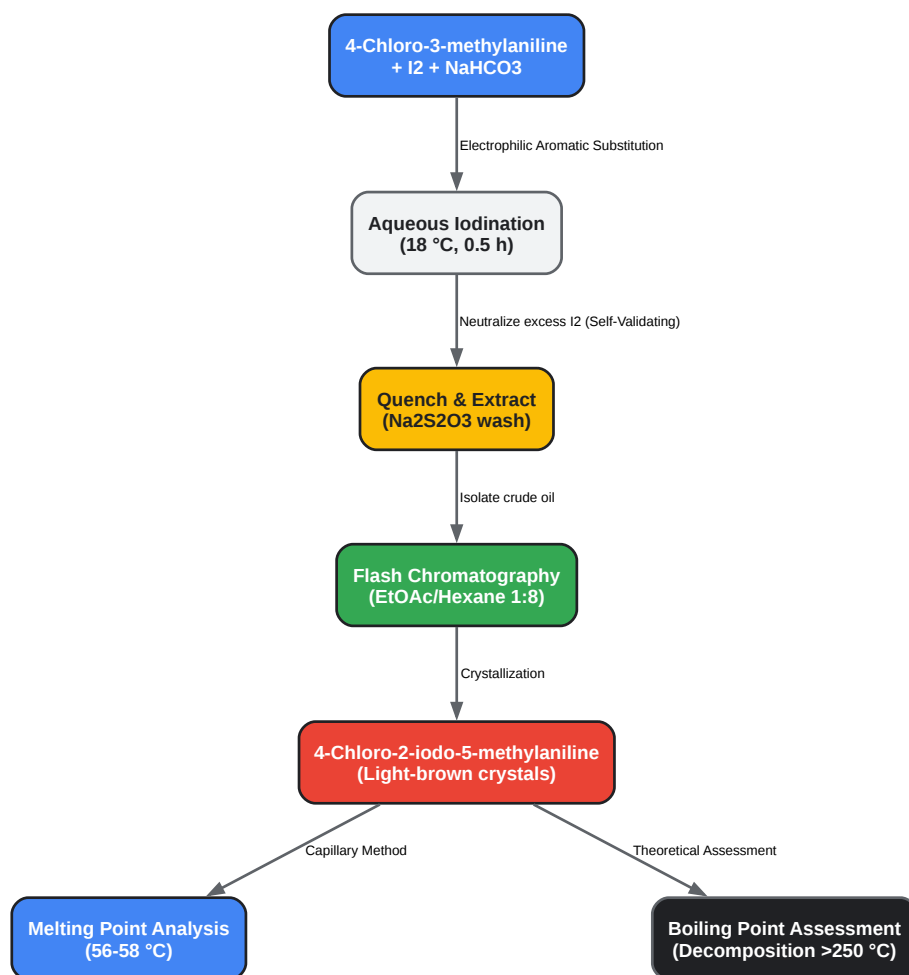 4-Chloro-3-methylaniline
+ I2 + NaHCO3
Electrophilic Aromatic Substitution
Aqueous Iodination
(18 °C, 0.5 h)
Neutralize excess I2 (Self-Validating)
Quench & Extract
(Na2S2O3 wash)
Isolate crude oil
Flash Chromatography
(EtOAc/Hexane 1:8)
Crystallization
4-Chloro-2-iodo-5-methylaniline
(Light-brown crystals)
Capillary Method
Theoretical Assessment
Melting Point Analysis
(56-58 °C)
Boiling Point Assessment
(Decomposition >250 °C)